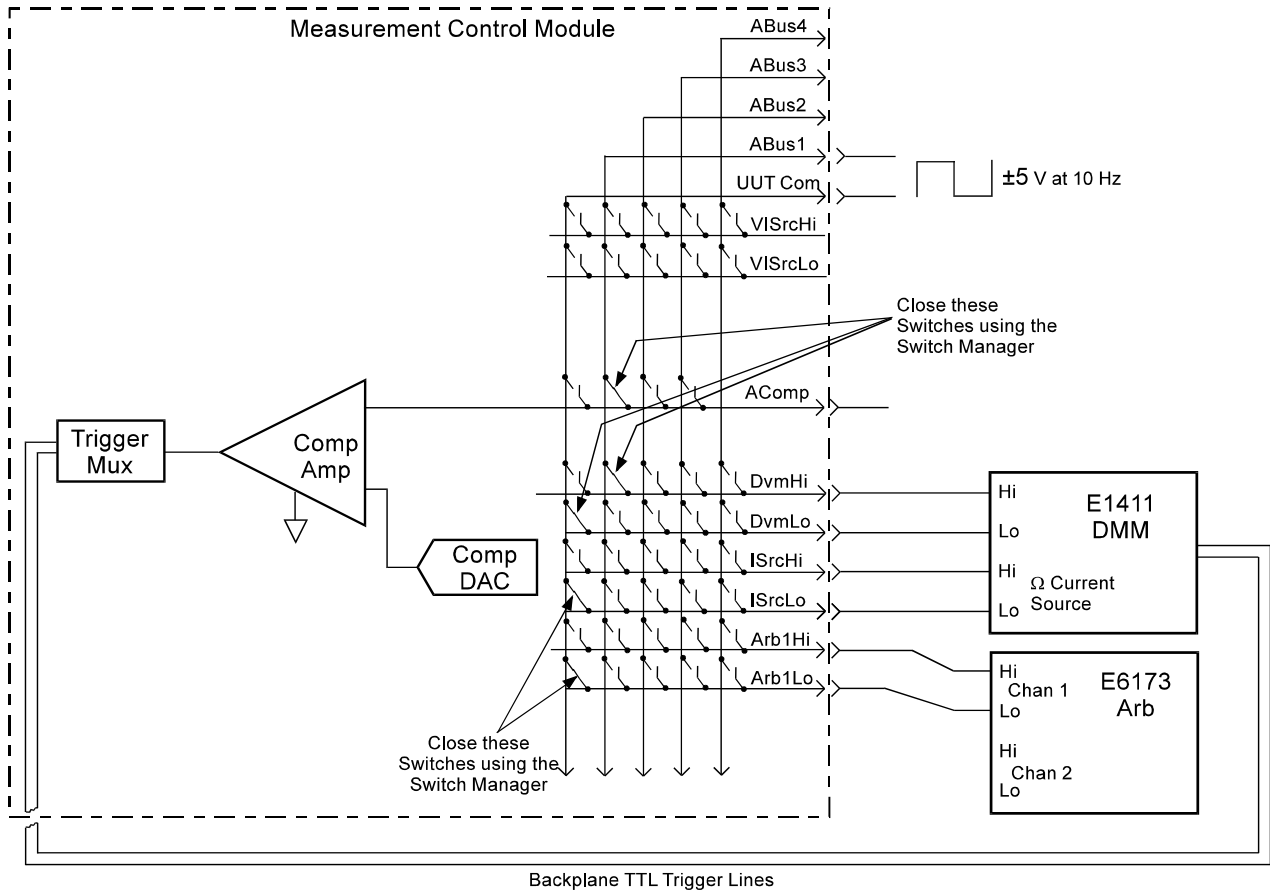 Measurement Control Module
ABus4
ABus3
ABus2
ABus1
UUT Com
±5 V at 10 Hz
VISrcHi
VISrcLo
Close these
Switches using the
Switch Manager
AComp
Trigger
Mux
Comp
Amp
Comp
DAC
DvmHi
DvmLo
ISrcHi
ISrcLo
Arb1Hi
Arb1Lo
Hi
Lo
E1411
DMM
Hi
Lo
Ω Current
Source
Hi
Chan 1
Lo
E6173
Arb
Hi
Chan 2
Lo
Close these
Switches using the
Switch Manager
Backplane TTL Trigger Lines